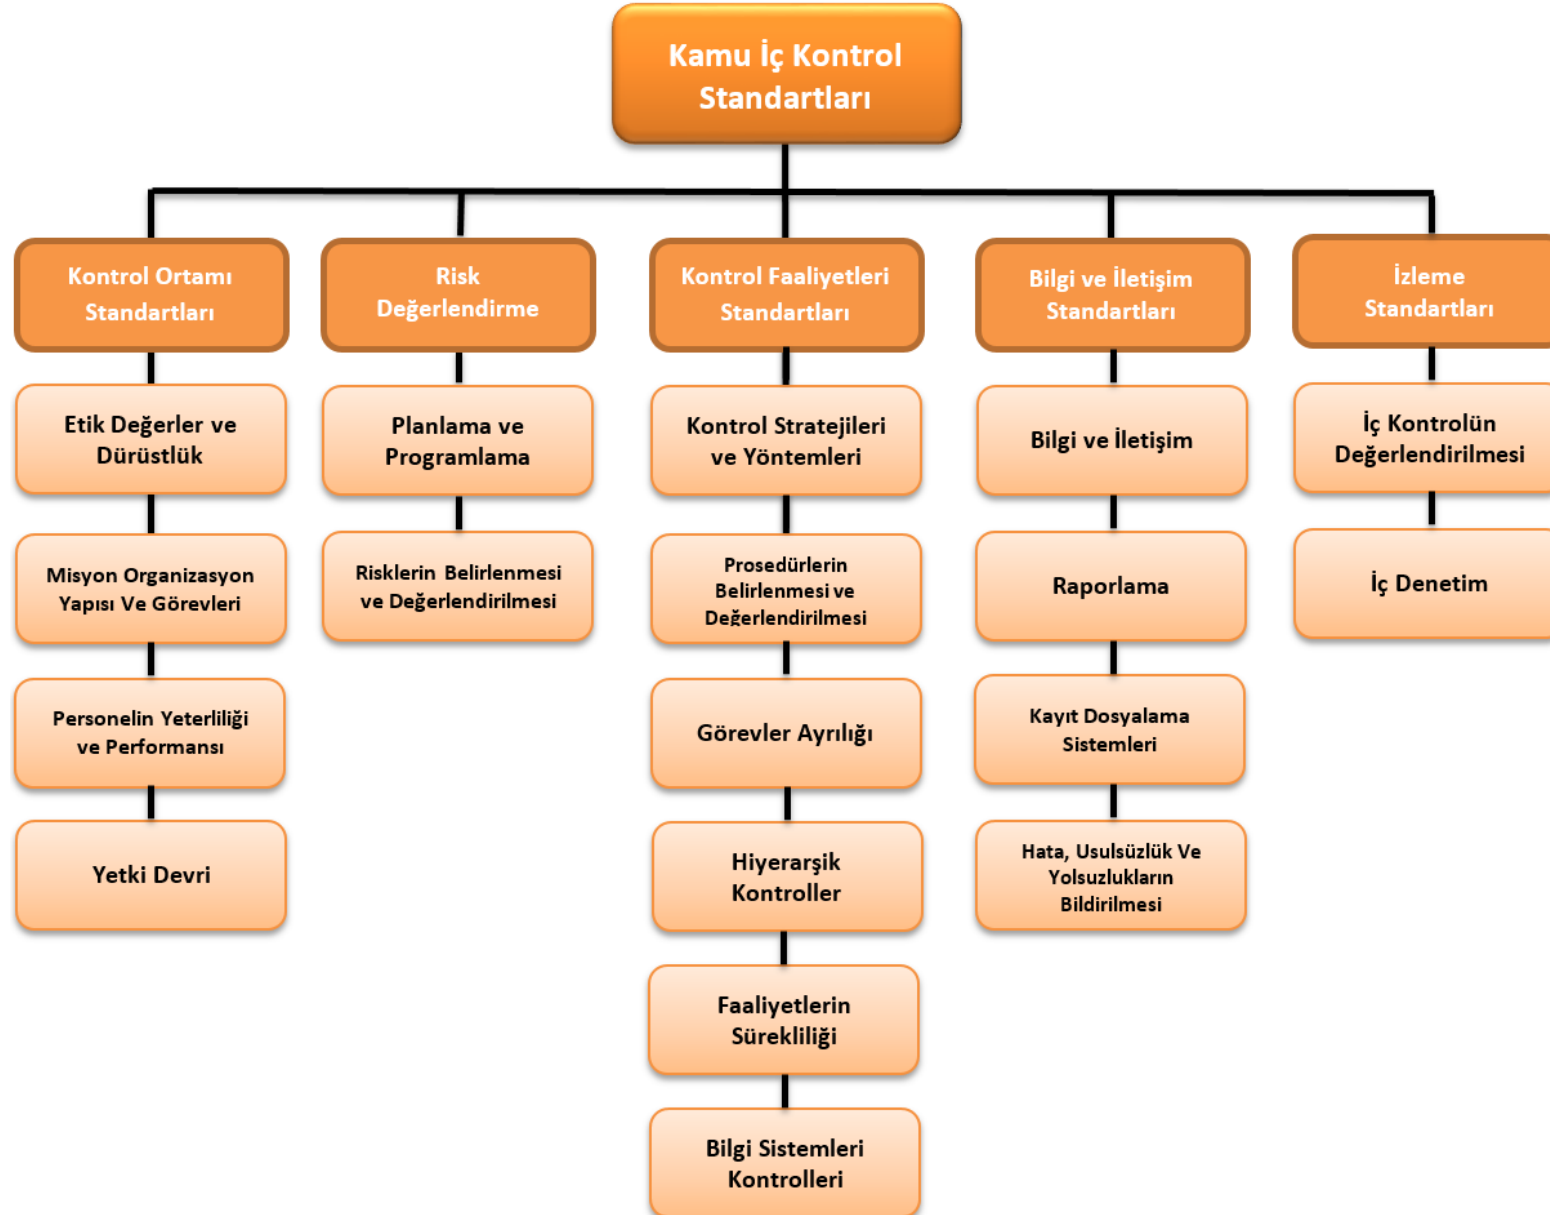 Kamu İç Kontrol
Standartları
Kontrol Ortamı
Standartları
Etik Değerler ve
Dürüstlük
Misyon Organizasyon
Yapısı Ve Görevleri
Personelin Yeterliliği
ve Performansı
Yetki Devri
Risk
Değerlendirme
Planlama ve
Programlama
Risklerin Belirlenmesi
ve Değerlendirilmesi
Kontrol Faaliyetleri
Standartları
Kontrol Stratejileri
ve Yöntemleri
Prosedürlerin
Belirlenmesi ve
Değerlendirilmesi
Görevler Ayrılığı
Hiyerarşik
Kontroller
Faaliyetlerin
Sürekliliği
Bilgi Sistemleri
Kontrolleri
Bilgi ve İletişim
Standartları
Bilgi ve İletişim
Raporlama
Kayıt Dosyalama
Sistemleri
Hata, Usulsüzlük Ve
Yolsuzlukların
Bildirilmesi
İzleme
Standartları
İç Kontrolün
Değerlendirilmesi
İç Denetim